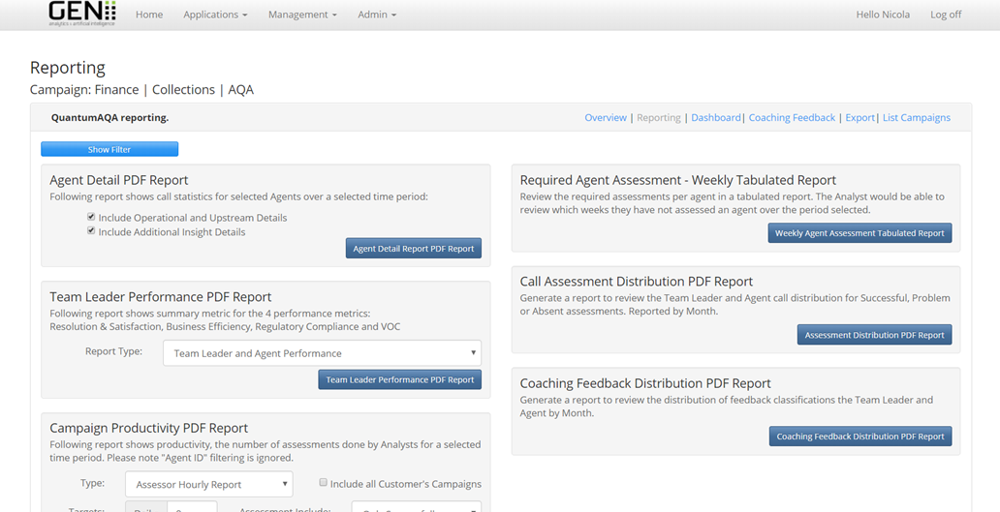 GENii
analytics + artificial intelligence
Home Applications Management Admin Hello Nicola Log off
Reporting
Campaign: Finance | Collections | AQA
QuantumAQA reporting.
Overview | Reporting | Dashboard| Coaching Feedback | Export| List Campaigns
Show Filter
Agent Detail PDF Report
Following report shows call statistics for selected Agents over a selected time period:
Include Operational and Upstream Details
Include Additional Insight Details
Agent Detail Report PDF Report
Team Leader Performance PDF Report
Following report shows summary metric for the 4 performance metrics:
Resolution & Satisfaction, Business Efficiency, Regulatory Compliance and VOC
Report Type: Team Leader and Agent Performance
Team Leader Performance PDF Report
Campaign Productivity PDF Report
Following report shows productivity, the number of assessments done by Analysts for a selected
time period. Please note "Agent ID" filtering is ignored.
Type: Assessor Hourly Report Include all Customer's Campaigns
Targets: Daily Assessment Include:
Required Agent Assessment - Weekly Tabulated Report
Review the required assessments per agent in a tabulated report. The Analyst would be able to
review which weeks they have not assessed an agent over the period selected.
Weekly Agent Assessment Tabulated Report
Call Assessment Distribution PDF Report
Generate a report to review the Team Leader and Agent call distribution for Successful, Problem
or Absent assessments. Reported by Month.
Assessment Distribution PDF Report
Coaching Feedback Distribution PDF Report
Generate a report to review the distribution of feedback classifications the Team Leader and
Agent by Month.
Coaching Feedback Distribution PDF Report